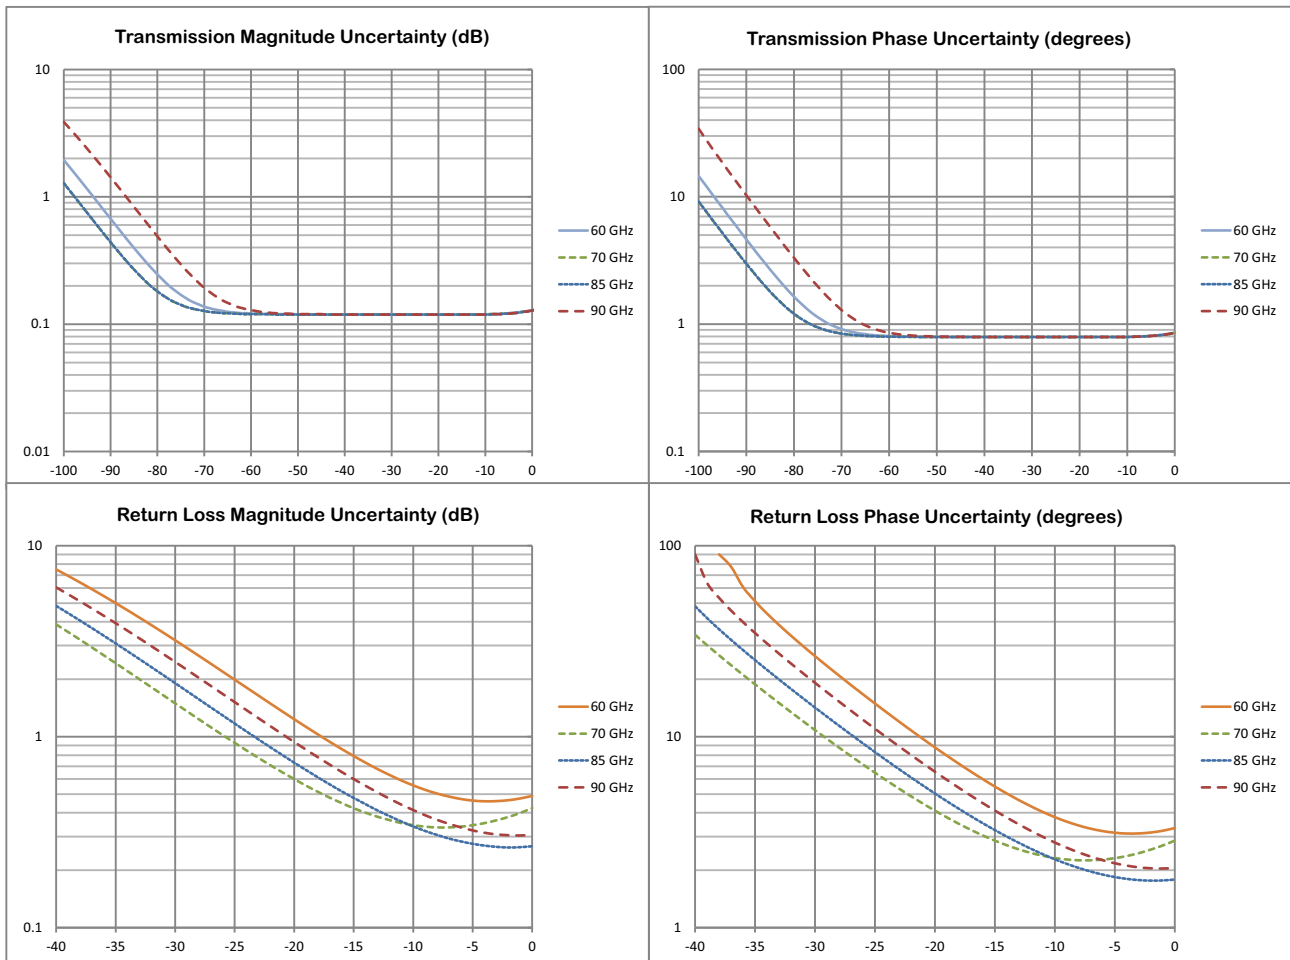 Transmission Magnitude Uncertainty (dB)
10
1
0.1
0.01
-100 -90 -80 -70 -60 -50 -40 -30 -20 -10 0
60 GHz
70 GHz
85 GHz
90 GHz
Transmission Phase Uncertainty (degrees)
100
10
1
0.1
-100 -90 -80 -70 -60 -50 -40 -30 -20 -10 0
60 GHz
70 GHz
85 GHz
90 GHz
Return Loss Magnitude Uncertainty (dB)
10
1
0.1
-40 -35 -30 -25 -20 -15 -10 -5 0
60 GHz
70 GHz
85 GHz
90 GHz
Return Loss Phase Uncertainty (degrees)
100
10
1
-40 -35 -30 -25 -20 -15 -10 -5 0
60 GHz
70 GHz
85 GHz
90 GHz